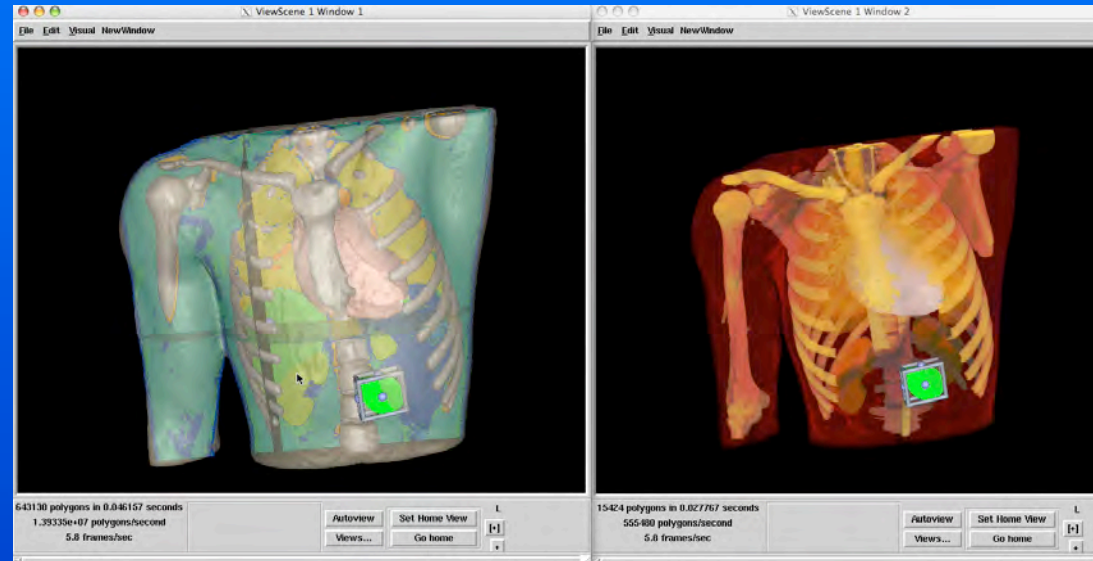 ViewScene 1 Window 1
File Edit Visual NewWindow
643130 polygons in 0.046157 seconds
1.39335e+07 polygons/second
5.8 frames/sec
Autoview
Set Home View
Views...
Go home
L
[+]
ViewScene 1 Window 2
File Edit Visual NewWindow
15424 polygons in 0.027767 seconds
555480 polygons/second
5.8 frames/sec
Autoview
Set Home View
Views...
Go home
L
[+]